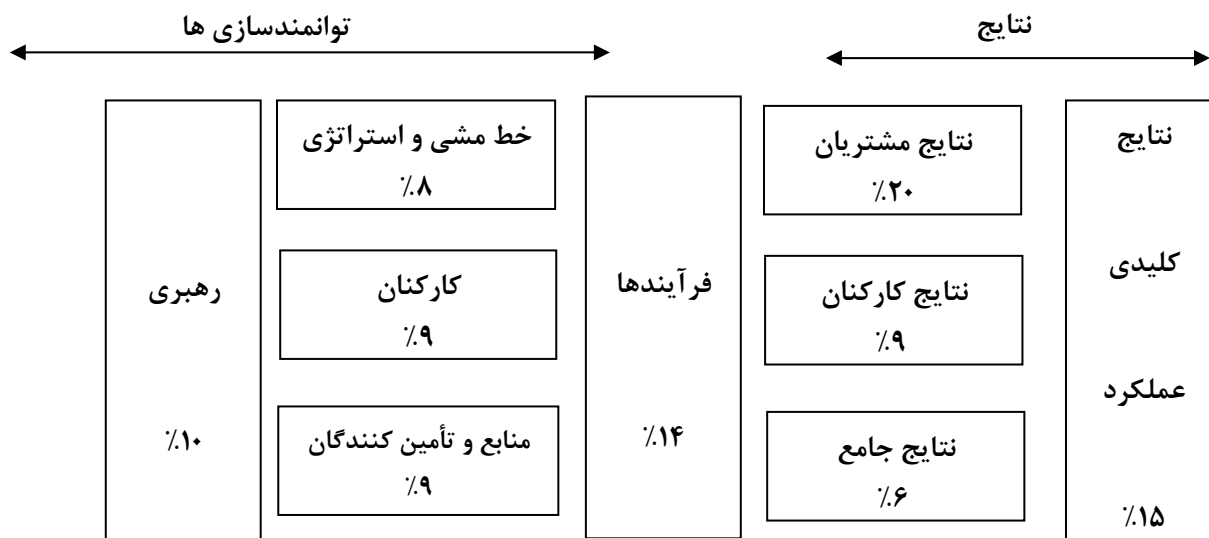 توانمندسازی ها
نتایج
رهبری
٪۱۰
خط مشی و استراتژی
٪۸
کارکنان
٪۹
منابع و تأمین کنندگان
٪۹
فرآیندها
٪۱۴
نتایج مشتریان
٪۲۰
نتایج کارکنان
٪۹
نتایج جامع
٪۶
نتایج
کلیدی
عملکرد
٪۱۵